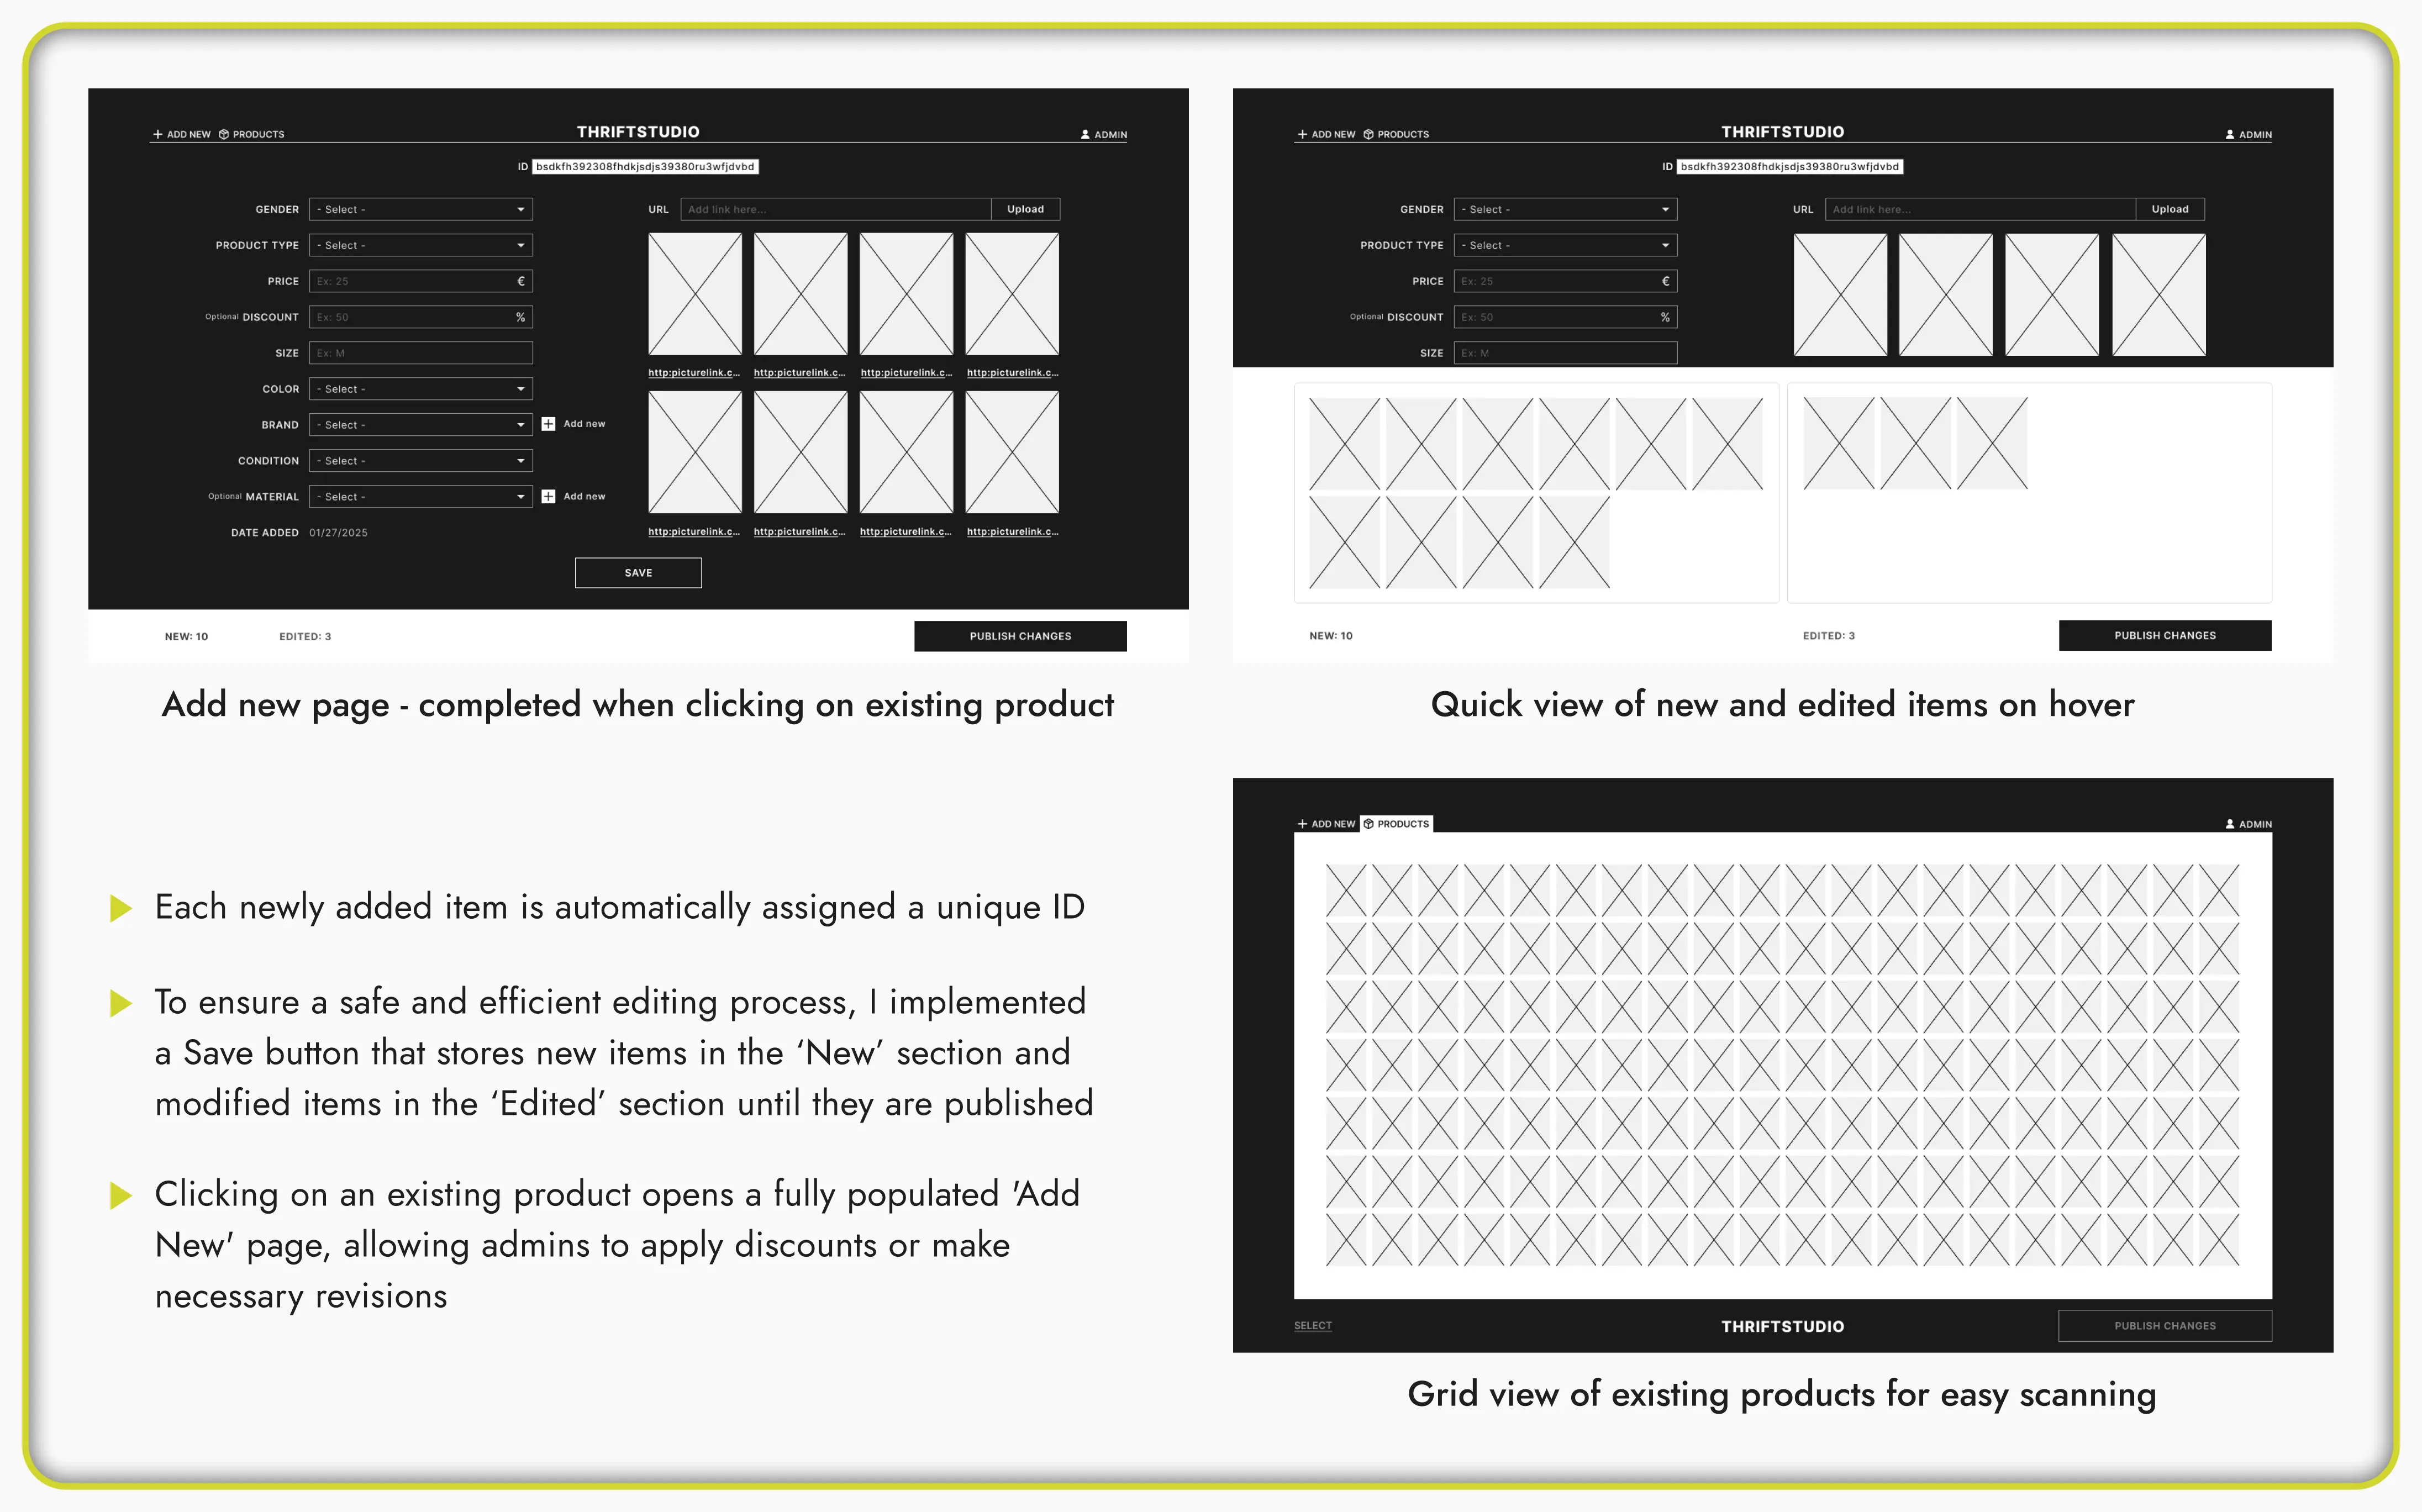 ADD NEW PRODUCTS THRIFTSTUDIO ADMIN
ID bsdkfh392308fhdkjsdjs39380ru3wfjdvbd
GENDER - Select -
PRODUCT TYPE - Select -
PRICE Ex: 25 €
Optional DISCOUNT Ex: 50 %
SIZE Ex: M
COLOR - Select -
BRAND - Select - Add new
CONDITION - Select -
Optional MATERIAL - Select - Add new
DATE ADDED 01/27/2025
URL Add link here... Upload
http:picturelink.c... http:picturelink.c... http:picturelink.c... http:picturelink.c...
http:picturelink.c... http:picturelink.c... http:picturelink.c... http:picturelink.c...
SAVE
NEW: 10 EDITED: 3 PUBLISH CHANGES
Add new page - completed when clicking on existing product
ADD NEW PRODUCTS THRIFTSTUDIO ADMIN
ID bsdkfh392308fhdkjsdjs39380ru3wfjdvbd
GENDER - Select -
PRODUCT TYPE - Select -
PRICE Ex: 25 €
Optional DISCOUNT Ex: 50 %
SIZE Ex: M
URL Add link here... Upload
NEW: 10 EDITED: 3 PUBLISH CHANGES
Quick view of new and edited items on hover
Each newly added item is automatically assigned a unique ID
To ensure a safe and efficient editing process, I implemented
a Save button that stores new items in the ‘New’ section and
modified items in the ‘Edited’ section until they are published
Clicking on an existing product opens a fully populated 'Add
New' page, allowing admins to apply discounts or make
necessary revisions
ADD NEW PRODUCTS ADMIN
SELECT THRIFTSTUDIO PUBLISH CHANGES
Grid view of existing products for easy scanning